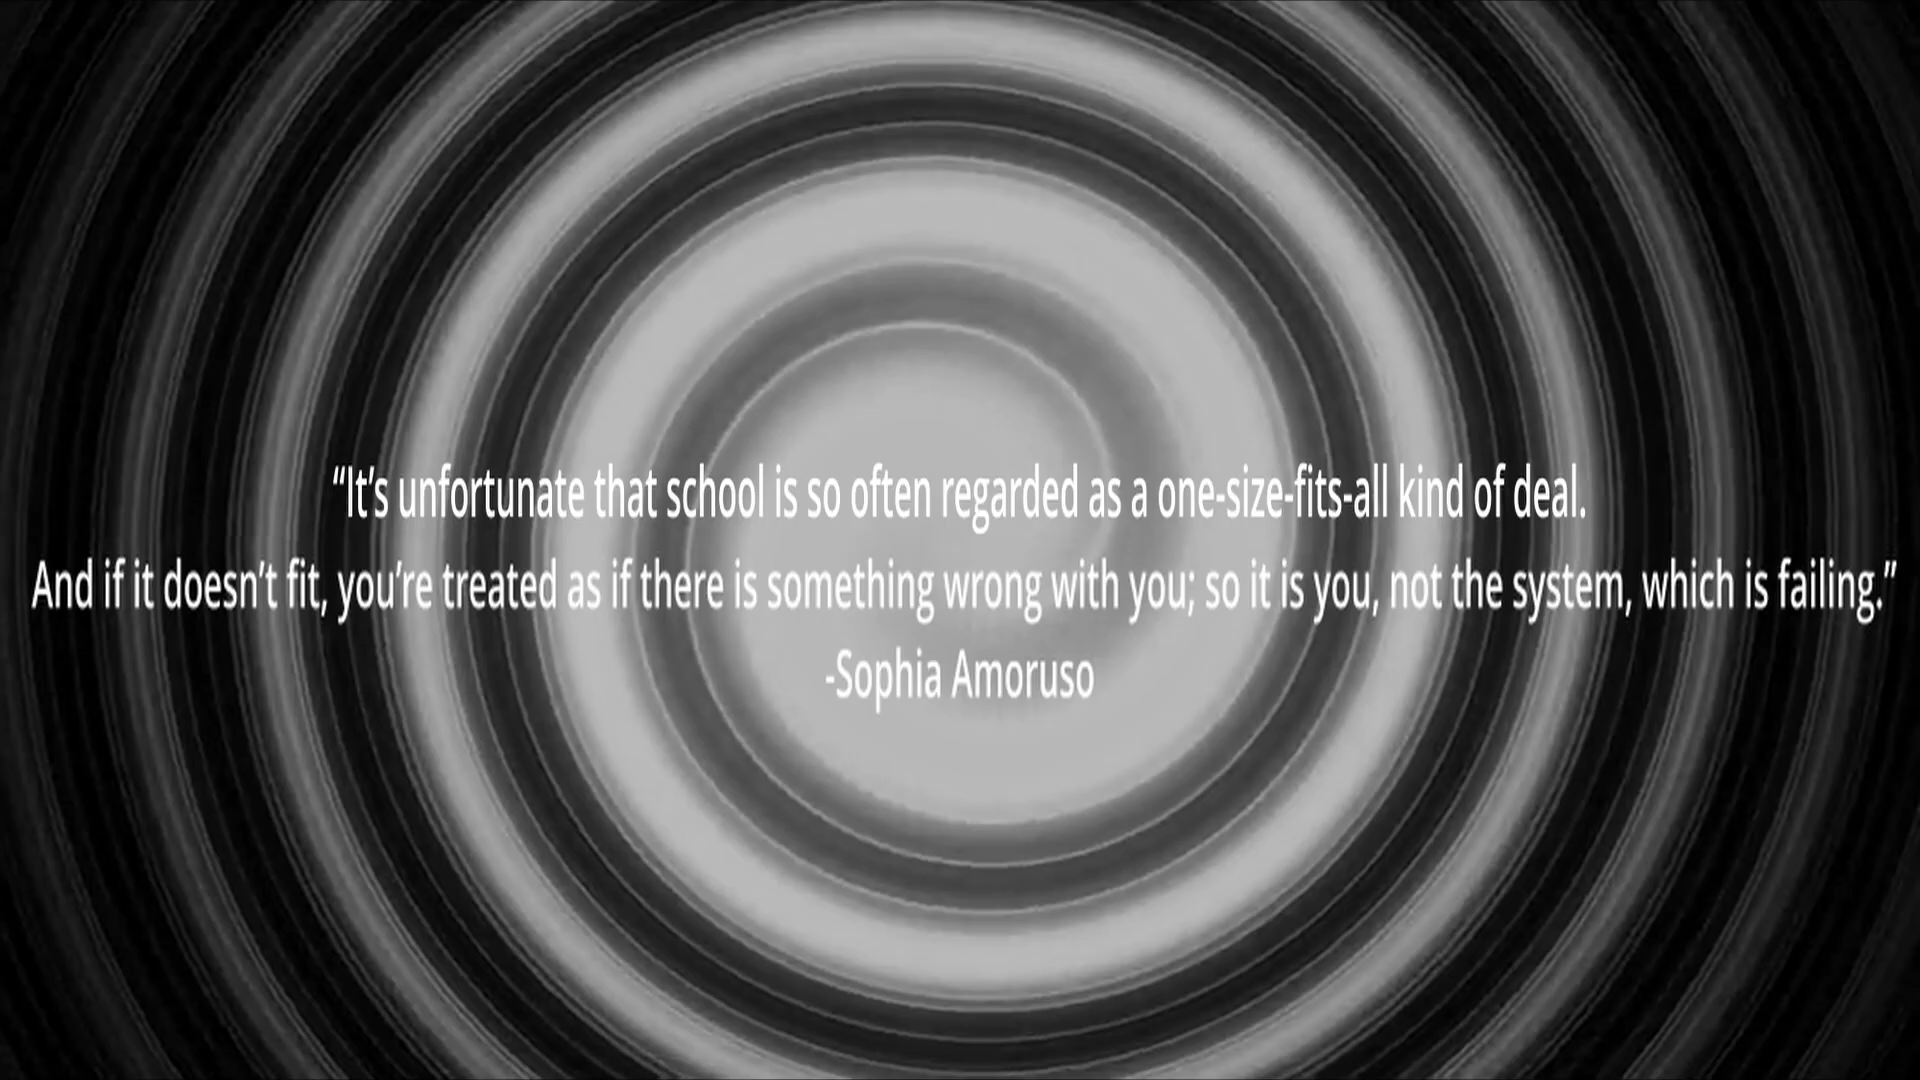 “It’s unfortunate that school is so often regarded as a one-size-fits-all kind of deal.
And if it doesn’t fit, you’re treated as if there is something wrong with you; so it is you, not the system, which is failing.”
-Sophia Amoruso